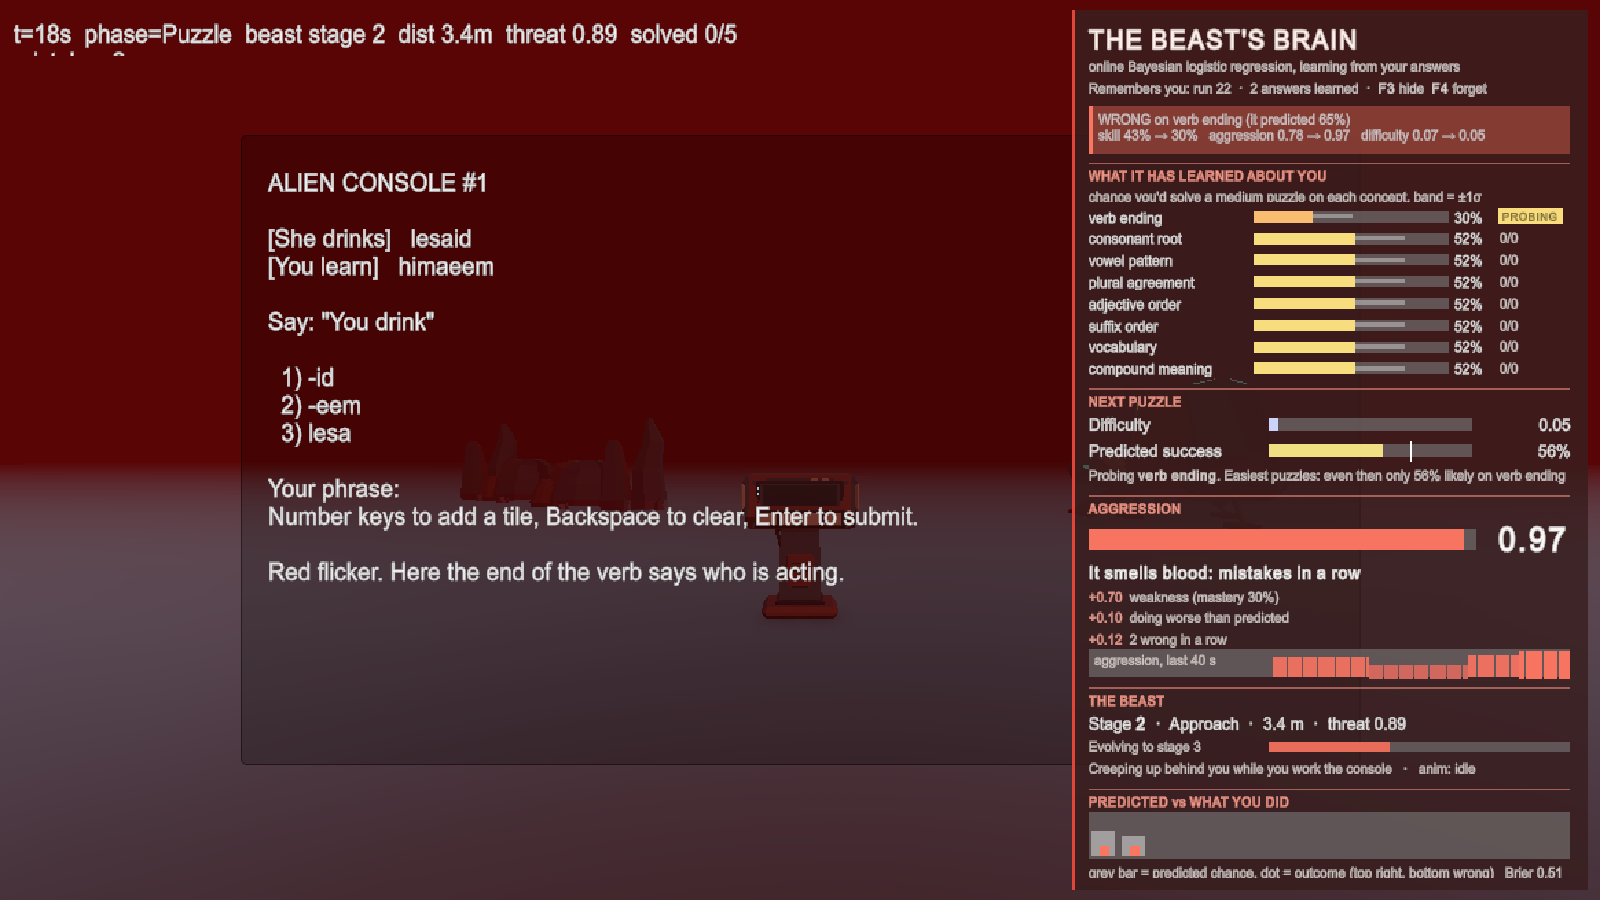 t=18s phase=Puzzle beast stage 2 dist 3.4m threat 0.89 solved 0/5
ALIEN CONSOLE #1
[She drinks] lesaid
[You learn] himaeem
Say: "You drink"
1) -id
2) -eem
3) lesa
Your phrase:
Number keys to add a tile, Backspace to clear, Enter to submit.
Red flicker. Here the end of the verb says who is acting.
THE BEAST'S BRAIN
online Bayesian logistic regression, learning from your answers
Remembers you: run 22 · 2 answers learned · F3 hide F4 forget
WRONG on verb ending (it predicted 65%)
skill 43% → 30% aggression 0.78 → 0.97 difficulty 0.07 → 0.05
WHAT IT HAS LEARNED ABOUT YOU
chance you'd solve a medium puzzle on each concept. band = ±1σ
verb ending 30% PROBING
consonant root 52% 0/0
vowel pattern 52% 0/0
plural agreement 52% 0/0
adjective order 52% 0/0
suffix order 52% 0/0
vocabulary 52% 0/0
compound meaning 52% 0/0
NEXT PUZZLE
Difficulty 0.05
Predicted success 56%
Probing verb ending. Easiest puzzles: even then only 56% likely on verb ending
AGGRESSION
0.97
It smells blood: mistakes in a row
+0.70 weakness (mastery 30%)
+0.10 doing worse than predicted
+0.12 2 wrong in a row
aggression, last 40 s
THE BEAST
Stage 2 · Approach · 3.4 m · threat 0.89
Evolving to stage 3
Creeping up behind you while you work the console · anim: idle
PREDICTED vs WHAT YOU DID
grey bar = predicted chance, dot = outcome (top right, bottom wrong) Brier 0.51